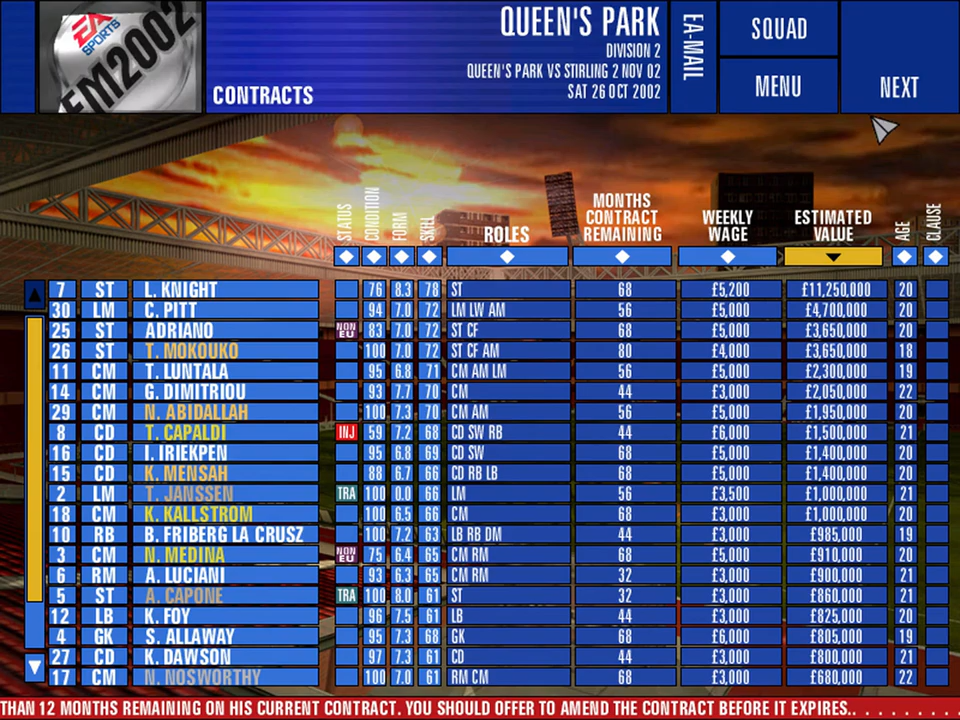 EA SPORTS
FM2002
CONTRACTS
QUEEN'S PARK
DIVISION 2
QUEEN'S PARK VS STIRLING 2 NOV 02
SAT 26 OCT 2002
EA-MAIL
SQUAD
MENU
NEXT
STATUS CONDITION FORM SKILL ROLES MONTHS CONTRACT REMAINING WEEKLY WAGE ESTIMATED VALUE AGE CLAUSE
7 ST L. KNIGHT 76 8.3 78 ST 68 £5,200 £11,250,000 20
30 LM C. PITT 94 7.0 72 LM LW AM 56 £5,000 £4,700,000 20
25 ST ADRIANO NON EU 83 7.0 72 ST CF 68 £5,000 £3,650,000 20
26 ST T. MOKOUKO 100 7.0 72 ST CF AM 80 £4,000 £3,650,000 18
11 CM T. LUNTALA 95 6.8 71 CM AM LM 56 £5,000 £2,300,000 19
14 CM G. DIMITRIOU 93 7.7 70 CM 44 £3,000 £2,050,000 22
29 CM N. ABIDALLAH 100 7.3 70 CM AM 56 £5,000 £1,950,000 20
8 CD T. CAPALDI INJ 59 7.2 68 CD SW RB 44 £6,000 £1,500,000 21
16 CD I. IRIEKPEN 95 6.8 69 CD SW 68 £5,000 £1,400,000 20
15 CD K. MENSAH 88 6.7 66 CD RB LB 68 £5,000 £1,400,000 20
2 LM T. JANSSEN TRA 100 0.0 66 LM 56 £3,500 £1,000,000 21
18 CM K. KALLSTROM 100 6.5 66 CM 68 £3,000 £1,000,000 20
10 RB B. FRIBERG LA CRUSZ 100 7.2 63 LB RB DM 44 £3,000 £985,000 19
3 CM N. MEDINA NON EU 75 6.4 65 CM RM 68 £5,000 £910,000 20
6 RM A. LUCIANI 93 6.3 65 CM RM 32 £3,000 £900,000 21
5 ST A. CAPONE TRA 100 8.0 61 ST 32 £3,000 £860,000 21
12 LB K. FOY 96 7.5 61 LB 44 £3,000 £825,000 20
4 GK S. ALLAWAY 95 7.3 68 GK 68 £6,000 £805,000 19
27 CD K. DAWSON 97 7.3 61 CD 44 £3,000 £800,000 21
17 CM N. NOSWORTHY 100 7.0 61 RM CM 68 £3,000 £680,000 22
THAN 12 MONTHS REMAINING ON HIS CURRENT CONTRACT. YOU SHOULD OFFER TO AMEND THE CONTRACT BEFORE IT EXPIRES.. . . . . . . .